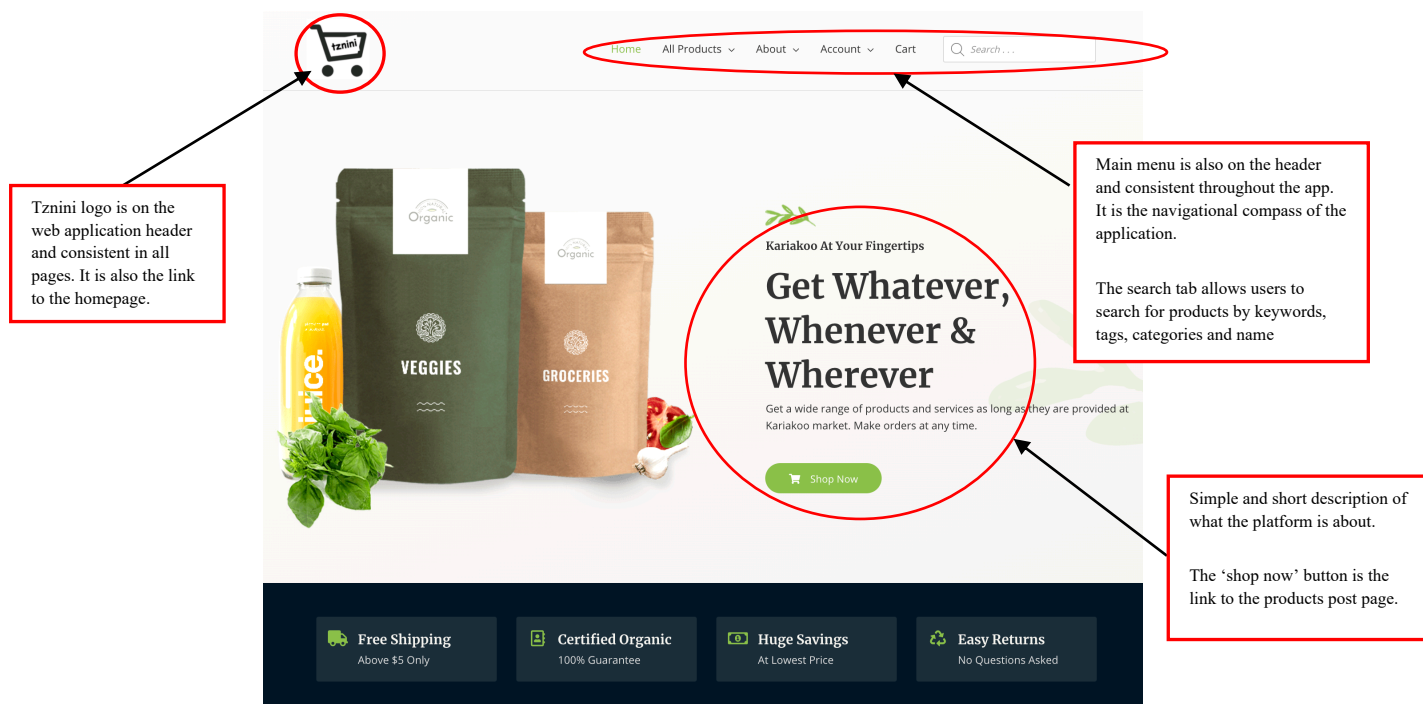 tznini
Home All Products About Account Cart Search . . .
Tznini logo is on the
web application header
and consistent in all
pages. It is also the link
to the homepage.
Main menu is also on the header
and consistent throughout the app.
It is the navigational compass of the
application.
The search tab allows users to
search for products by keywords,
tags, categories and name
Organic
VEGGIES
Organic
GROCERIES
juice.
Kariakoo At Your Fingertips
Get Whatever,
Whenever &
Wherever
Get a wide range of products and services as long as they are provided at
Kariakoo market. Make orders at any time.
Shop Now
Simple and short description of
what the platform is about.
The ‘shop now’ button is the
link to the products post page.
Free Shipping
Above $5 Only
Certified Organic
100% Guarantee
Huge Savings
At Lowest Price
Easy Returns
No Questions Asked